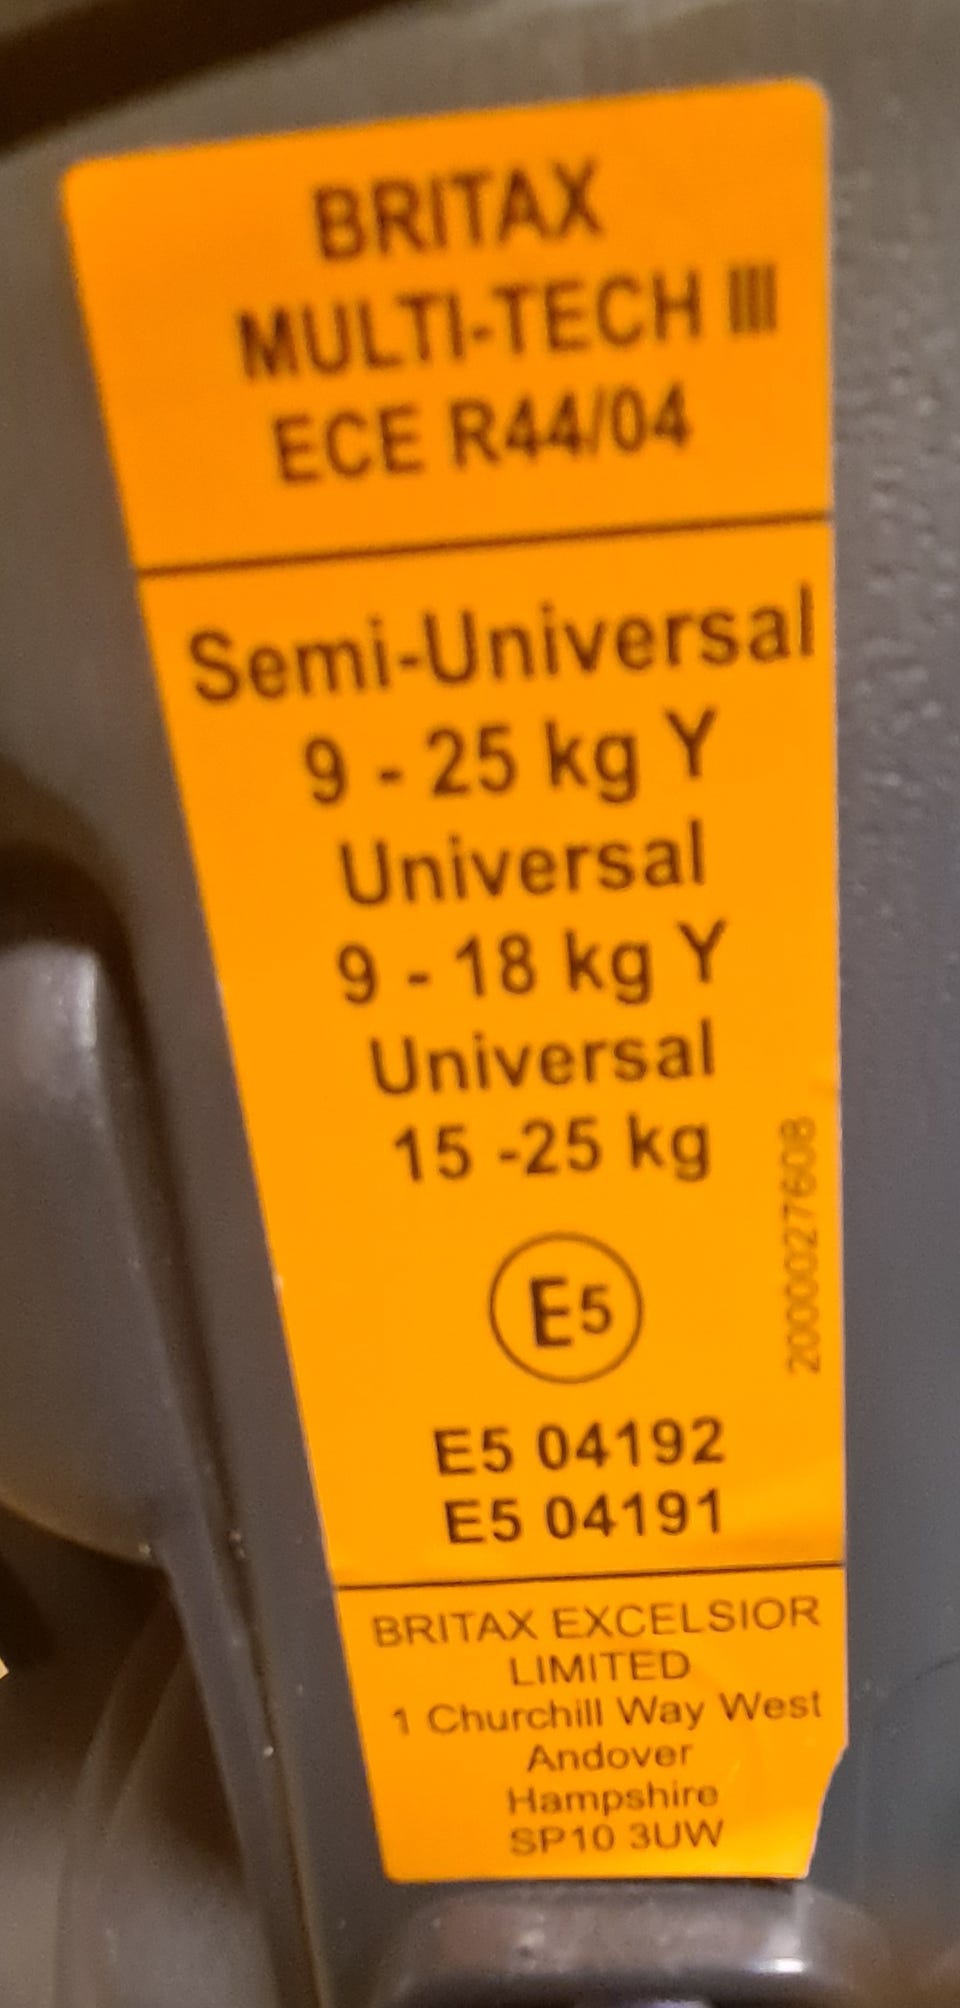 BRITAX
MULTI-TECH III
ECE R44/04
Semi-Universal
9 - 25 kg Y
Universal
9 - 18 kg Y
Universal
15 -25 kg
2000027608
E5
E5 04192
E5 04191
BRITAX EXCELSIOR
LIMITED
1 Churchill Way West
Andover
Hampshire
SP10 3UW